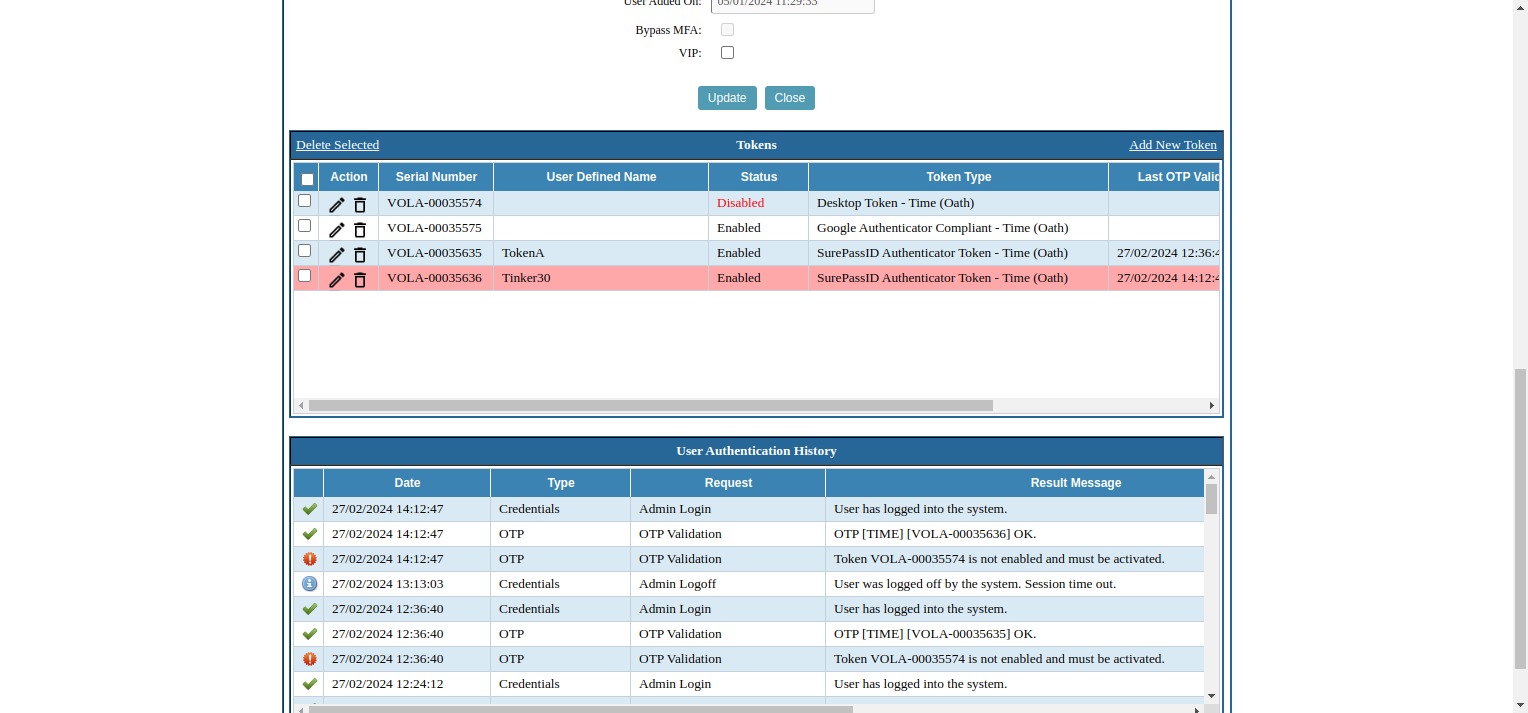 User Added On: 05/01/2024 11:29:33
Bypass MFA:
VIP:
Update Close
Delete Selected Tokens Add New Token
Action Serial Number User Defined Name Status Token Type Last OTP Valid
VOLA-00035574 Disabled Desktop Token - Time (Oath)
VOLA-00035575 Enabled Google Authenticator Compliant - Time (Oath)
VOLA-00035635 TokenA Enabled SurePassID Authenticator Token - Time (Oath) 27/02/2024 12:36:4
VOLA-00035636 Tinker30 Enabled SurePassID Authenticator Token - Time (Oath) 27/02/2024 14:12:4
User Authentication History
Date Type Request Result Message
27/02/2024 14:12:47 Credentials Admin Login User has logged into the system.
27/02/2024 14:12:47 OTP OTP Validation OTP [TIME] [VOLA-00035636] OK.
27/02/2024 14:12:47 OTP OTP Validation Token VOLA-00035574 is not enabled and must be activated.
27/02/2024 13:13:03 Credentials Admin Logoff User was logged off by the system. Session time out.
27/02/2024 12:36:40 Credentials Admin Login User has logged into the system.
27/02/2024 12:36:40 OTP OTP Validation OTP [TIME] [VOLA-00035635] OK.
27/02/2024 12:36:40 OTP OTP Validation Token VOLA-00035574 is not enabled and must be activated.
27/02/2024 12:24:12 Credentials Admin Login User has logged into the system.